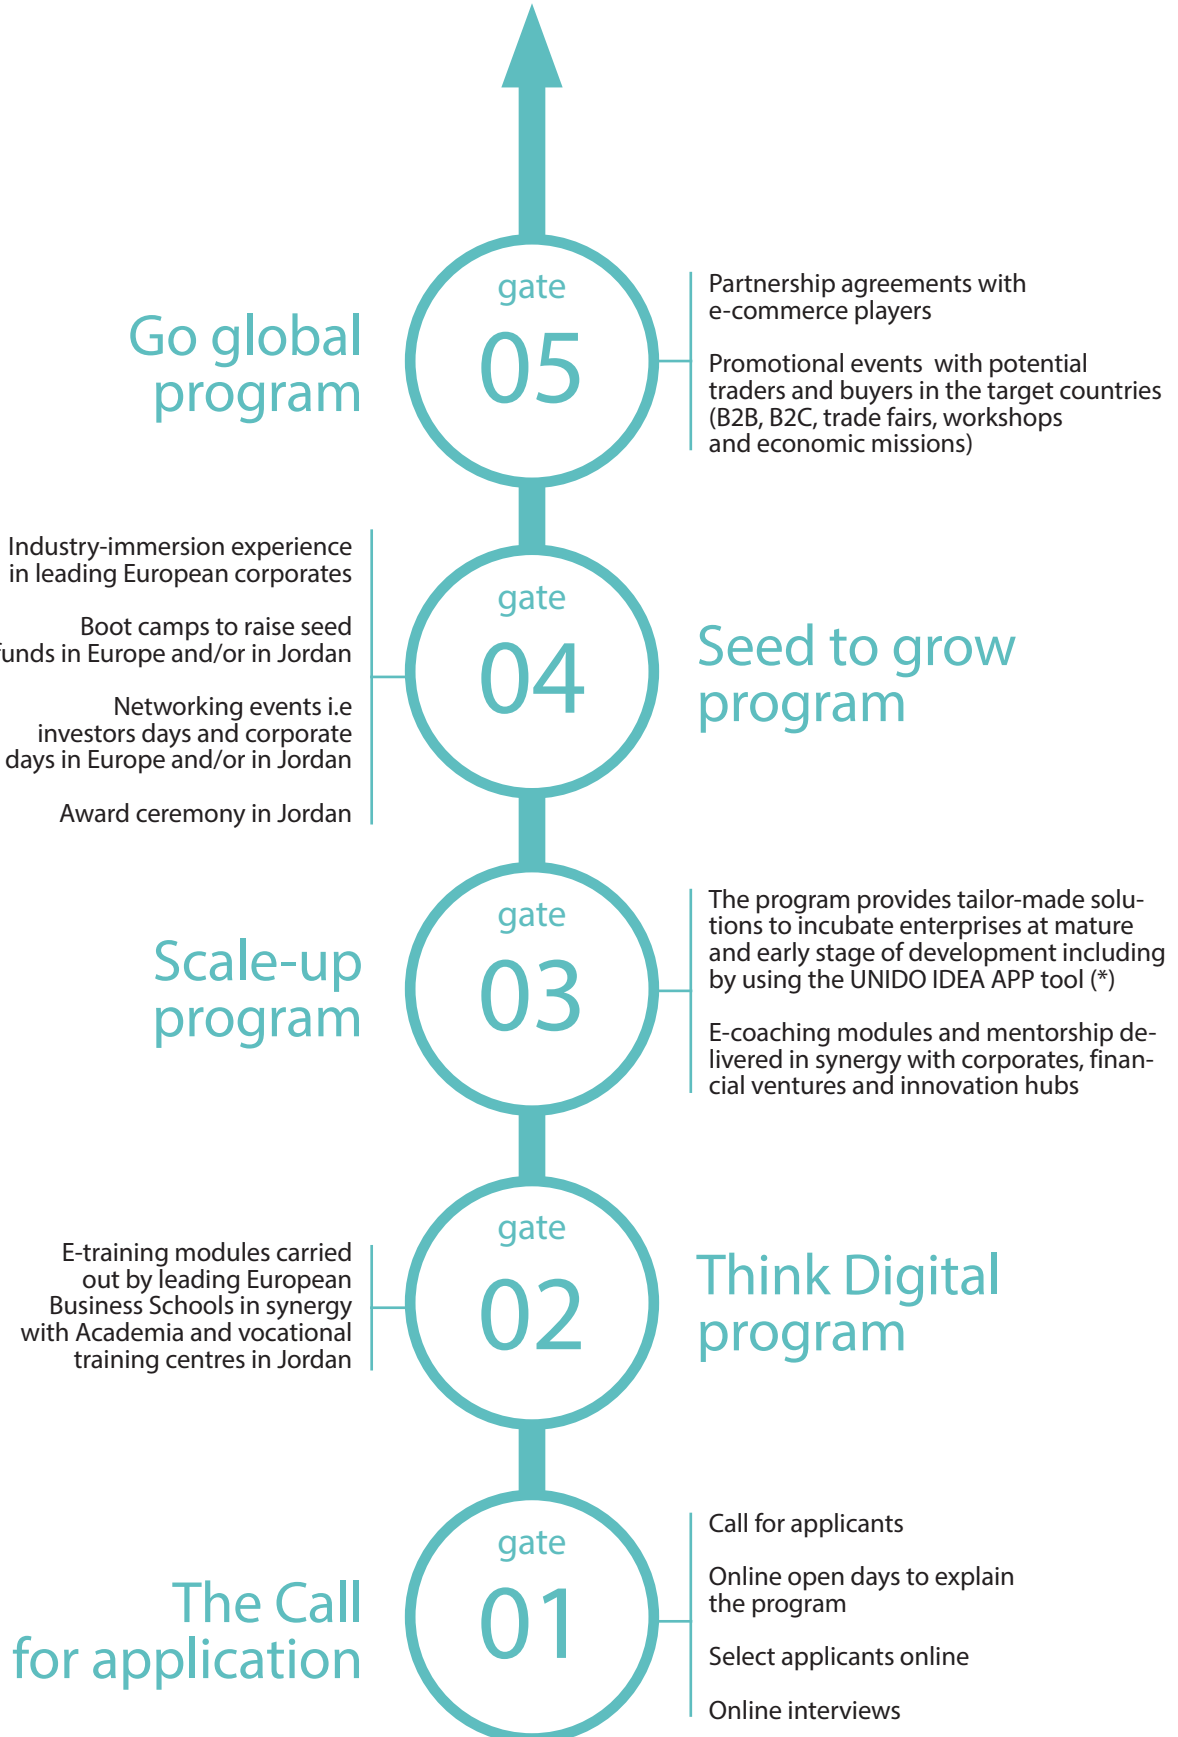 gate
05
Go global
program
Partnership agreements with
e-commerce players
Promotional events  with potential
traders and buyers in the target countries
(B2B, B2C, trade fairs, workshops
and economic missions)
Industry-immersion experience
in leading European corporates
Boot camps to raise seed
funds in Europe and/or in Jordan
Networking events i.e
investors days and corporate
days in Europe and/or in Jordan
Award ceremony in Jordan
gate
04
Seed to grow
program
Scale-up
program
gate
03
The program provides tailor-made solu-
tions to incubate enterprises at mature
and early stage of development including
by using the UNIDO IDEA APP tool (*)
E-coaching modules and mentorship de-
livered in synergy with corporates, finan-
cial ventures and innovation hubs
E-training modules carried
out by leading European
Business Schools in synergy
with Academia and vocational
training centres in Jordan
gate
02
Think Digital
program
The Call
for application
gate
01
Call for applicants
Online open days to explain
the program
Select applicants online
Online interviews